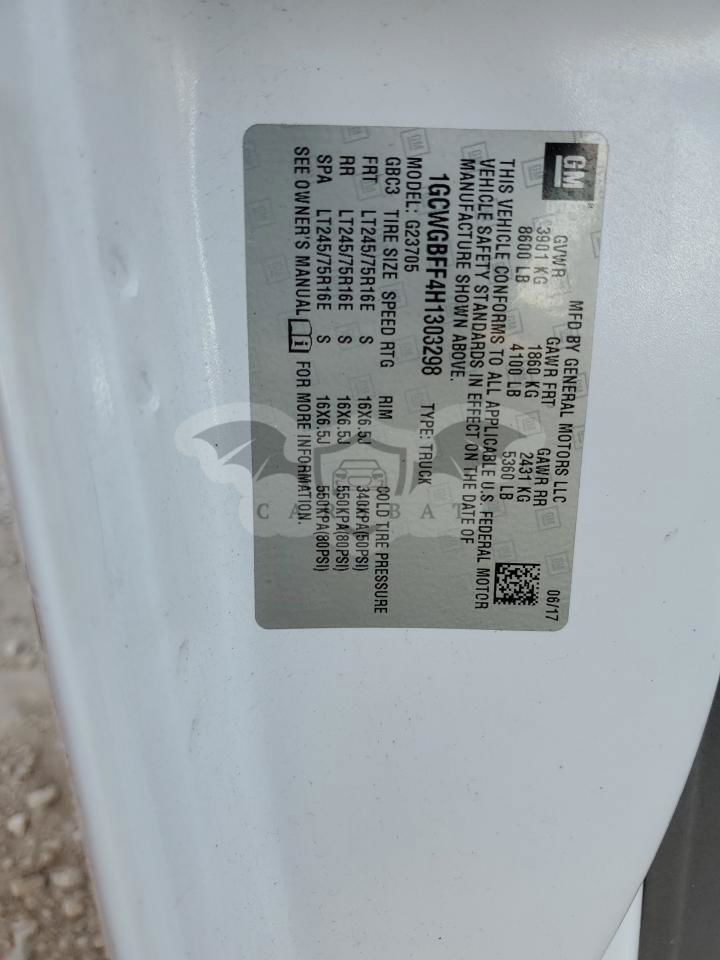 GM
MFD BY GENERAL MOTORS LLC
06/17
GVWR GAWR FRT GAWR RR
3901 KG 1860 KG 2431 KG
8600 LB 4100 LB 5360 LB
THIS VEHICLE CONFORMS TO ALL APPLICABLE U.S. FEDERAL MOTOR
VEHICLE SAFETY STANDARDS IN EFFECT ON THE DATE OF
MANUFACTURE SHOWN ABOVE.
1GCWGBFF4H1303298 TYPE: TRUCK
MODEL: G23705
GBC3 TIRE SIZE SPEED RTG RIM COLD TIRE PRESSURE
FRT LT245/75R16E S 16X6.5J 340KPA(50PSI)
RR LT245/75R16E S 16X6.5J 550KPA(80PSI)
SPA LT245/75R16E S 16X6.5J 550KPA(80PSI)
SEE OWNER'S MANUAL FOR MORE INFORMATION.
CARSBAT